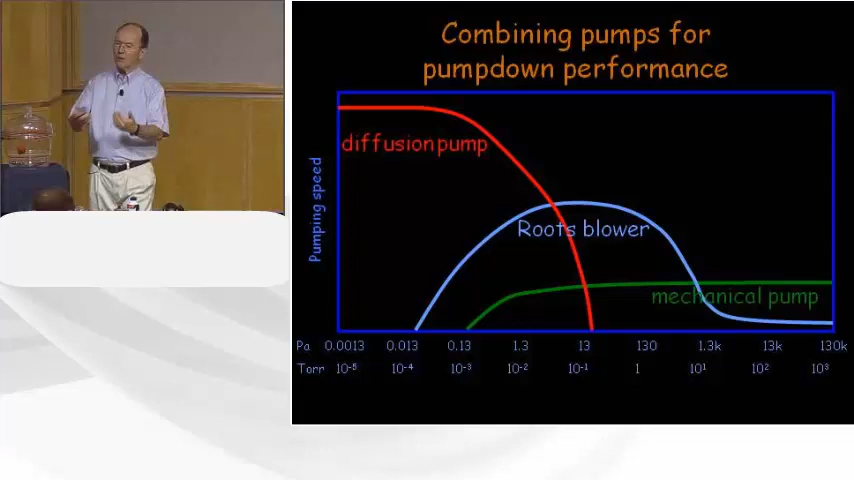 Combining pumps for
pumpdown performance
diffusion pump
Roots blower
mechanical pump
Pumping speed
Pa 0.0013 0.013 0.13 1.3 13 130 1.3k 13k 130k
Torr 10⁻⁵ 10⁻⁴ 10⁻³ 10⁻² 10⁻¹ 1 10¹ 10² 10³